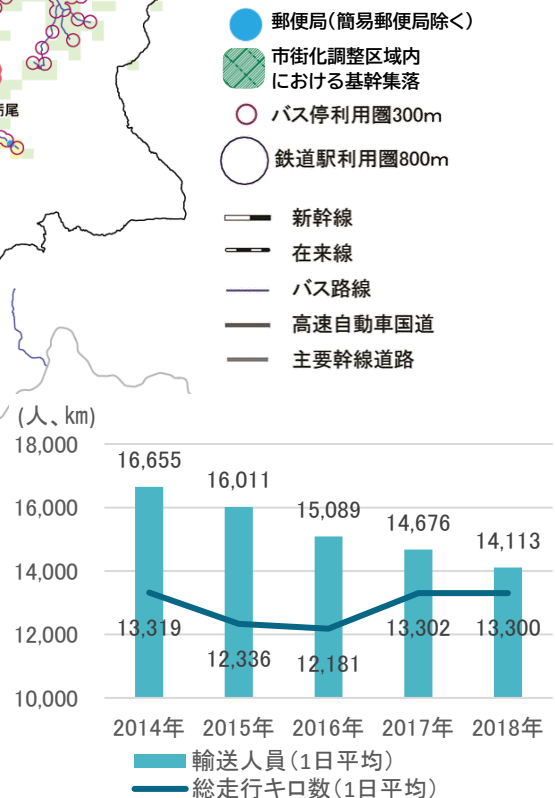 郵便局(簡易郵便局除く)
市街化調整区域内
における基幹集落
バス停利用圏300m
鉄道駅利用圏800m
新幹線
在来線
バス路線
高速自動車国道
主要幹線道路
(人、km)
18,000
16,000
14,000
12,000
10,000
16,655
16,011
15,089
14,676
14,113
13,319
12,336
12,181
13,302
13,300
2014年
2015年
2016年
2017年
2018年
輸送人員(1日平均)
総走行キロ数(1日平均)